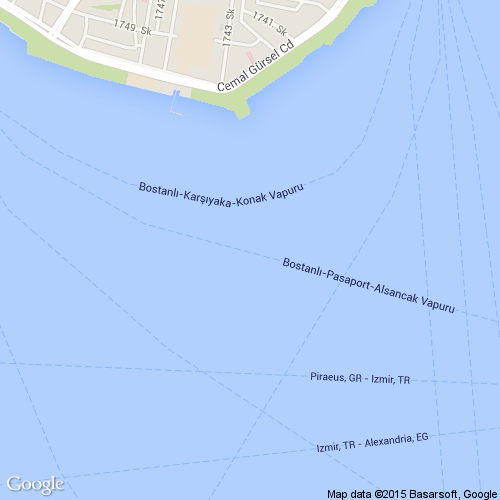 1749. Sk
1743. Sk
1741. Sk
Cemal Gürsel Cd
Bostanlı-Karşıyaka-Konak Vapuru
Bostanlı-Pasaport-Alsancak Vapuru
Piraeus, GR - Izmir, TR
Izmir, TR - Alexandria, EG
Google
Map data ©2015 Basarsoft, Google